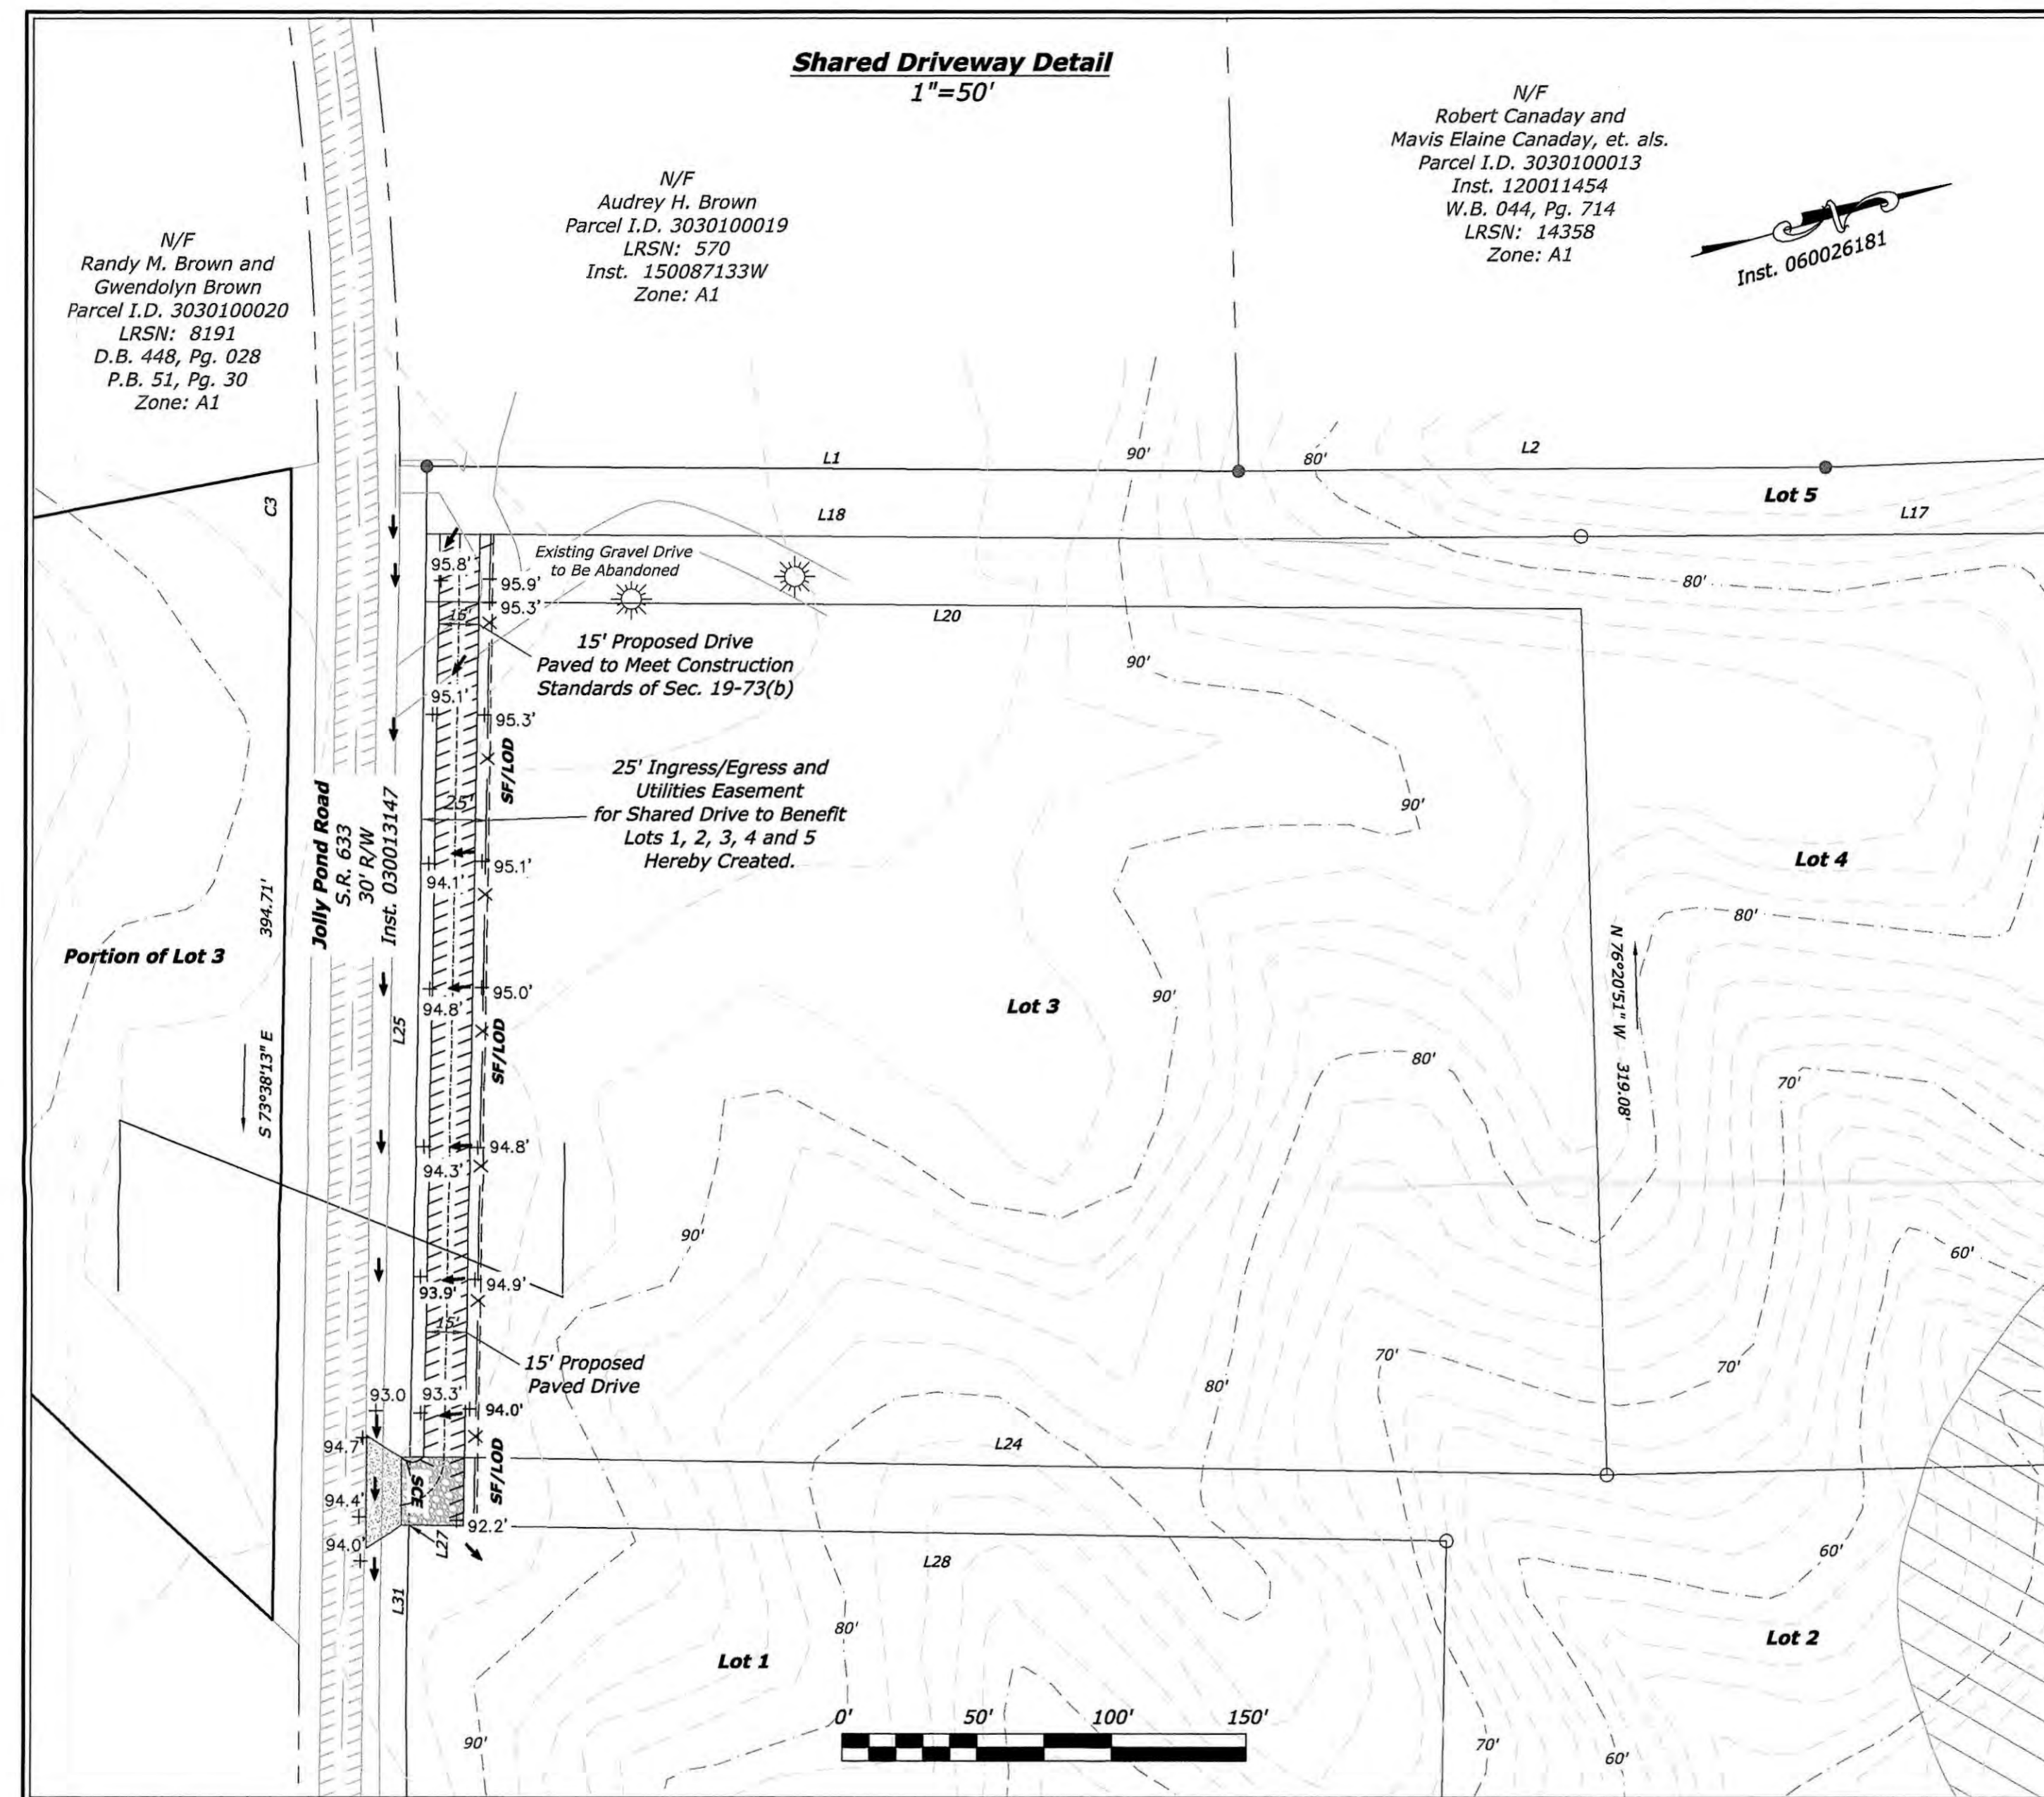 Shared Driveway Detail
1"=50'
N/F
Robert Canaday and
Mavis Elaine Canaday, et. als.
Parcel I.D. 3030100013
Inst. 120011454
W.B. 044, Pg. 714
LRSN: 14358
Zone: A1
Inst. 060026181
N/F
Audrey H. Brown
Parcel I.D. 3030100019
LRSN: 570
Inst. 150087133W
Zone: A1
N/F
Randy M. Brown and
Gwendolyn Brown
Parcel I.D. 3030100020
LRSN: 8191
D.B. 448, Pg. 028
P.B. 51, Pg. 30
Zone: A1
L1
90'
80'
L2
Lot 5
C3
L18
L17
Existing Gravel Drive
to Be Abandoned
95.8'
95.9'
95.3'
80'
15'
L20
15' Proposed Drive
Paved to Meet Construction
Standards of Sec. 19-73(b)
90'
95.1'
95.3'
SF/LOD
25' Ingress/Egress and
Utilities Easement
for Shared Drive to Benefit
Lots 1, 2, 3, 4 and 5
Hereby Created.
25'
90'
Jolly Pond Road
S.R. 633
30' R/W
Inst. 030013147
95.1'
94.1'
Lot 4
394.71'
80'
Portion of Lot 3
S 73°38'13" E
N 76°20'51" W 319.08'
95.0'
94.8'
90'
Lot 3
L25
SF/LOD
80'
70'
94.8'
94.3'
90'
60'
94.9'
93.9'
15'
15' Proposed
Paved Drive
70'
70'
80'
93.0
93.3'
94.0'
94.7'
L24
SF/LOD
SCE
94.4'
92.2'
94.0'
L27
L28
60'
L31
80'
Lot 2
Lot 1
0' 50' 100' 150'
90'
70'
60'